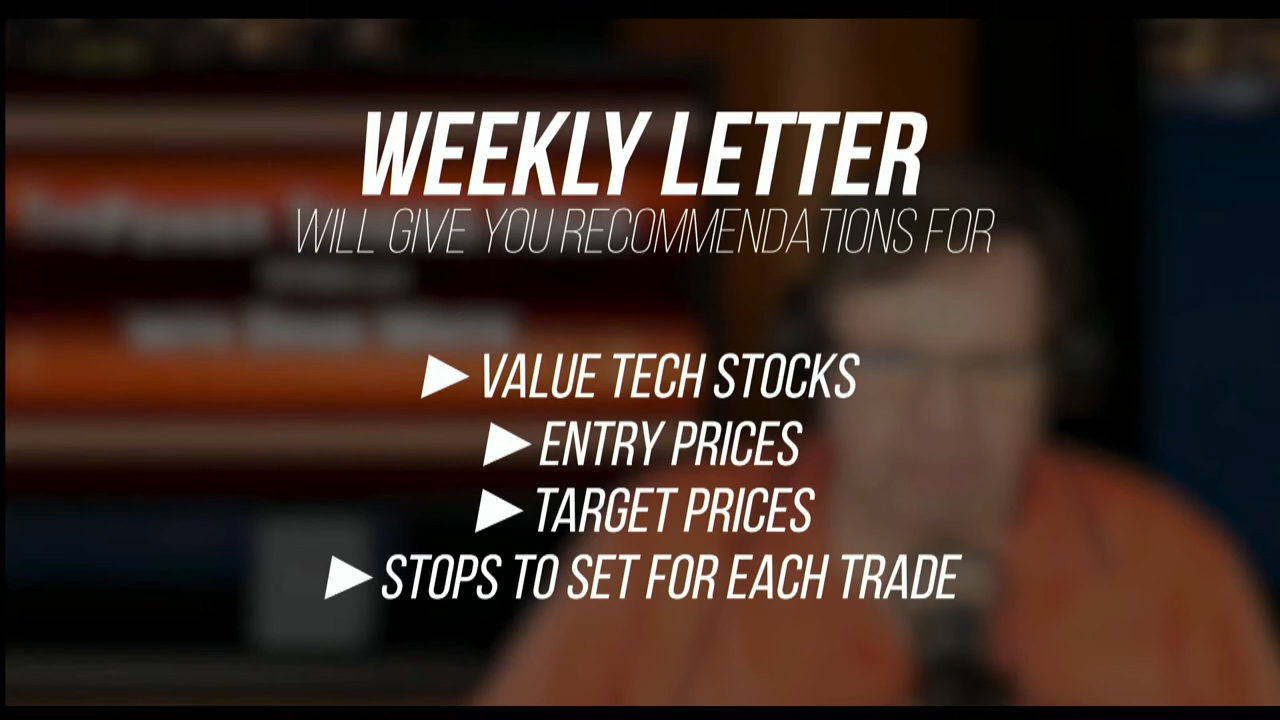 WEEKLY LETTER
WILL GIVE YOU RECOMMENDATIONS FOR
▶ VALUE TECH STOCKS
▶ ENTRY PRICES
▶ TARGET PRICES
▶ STOPS TO SET FOR EACH TRADE